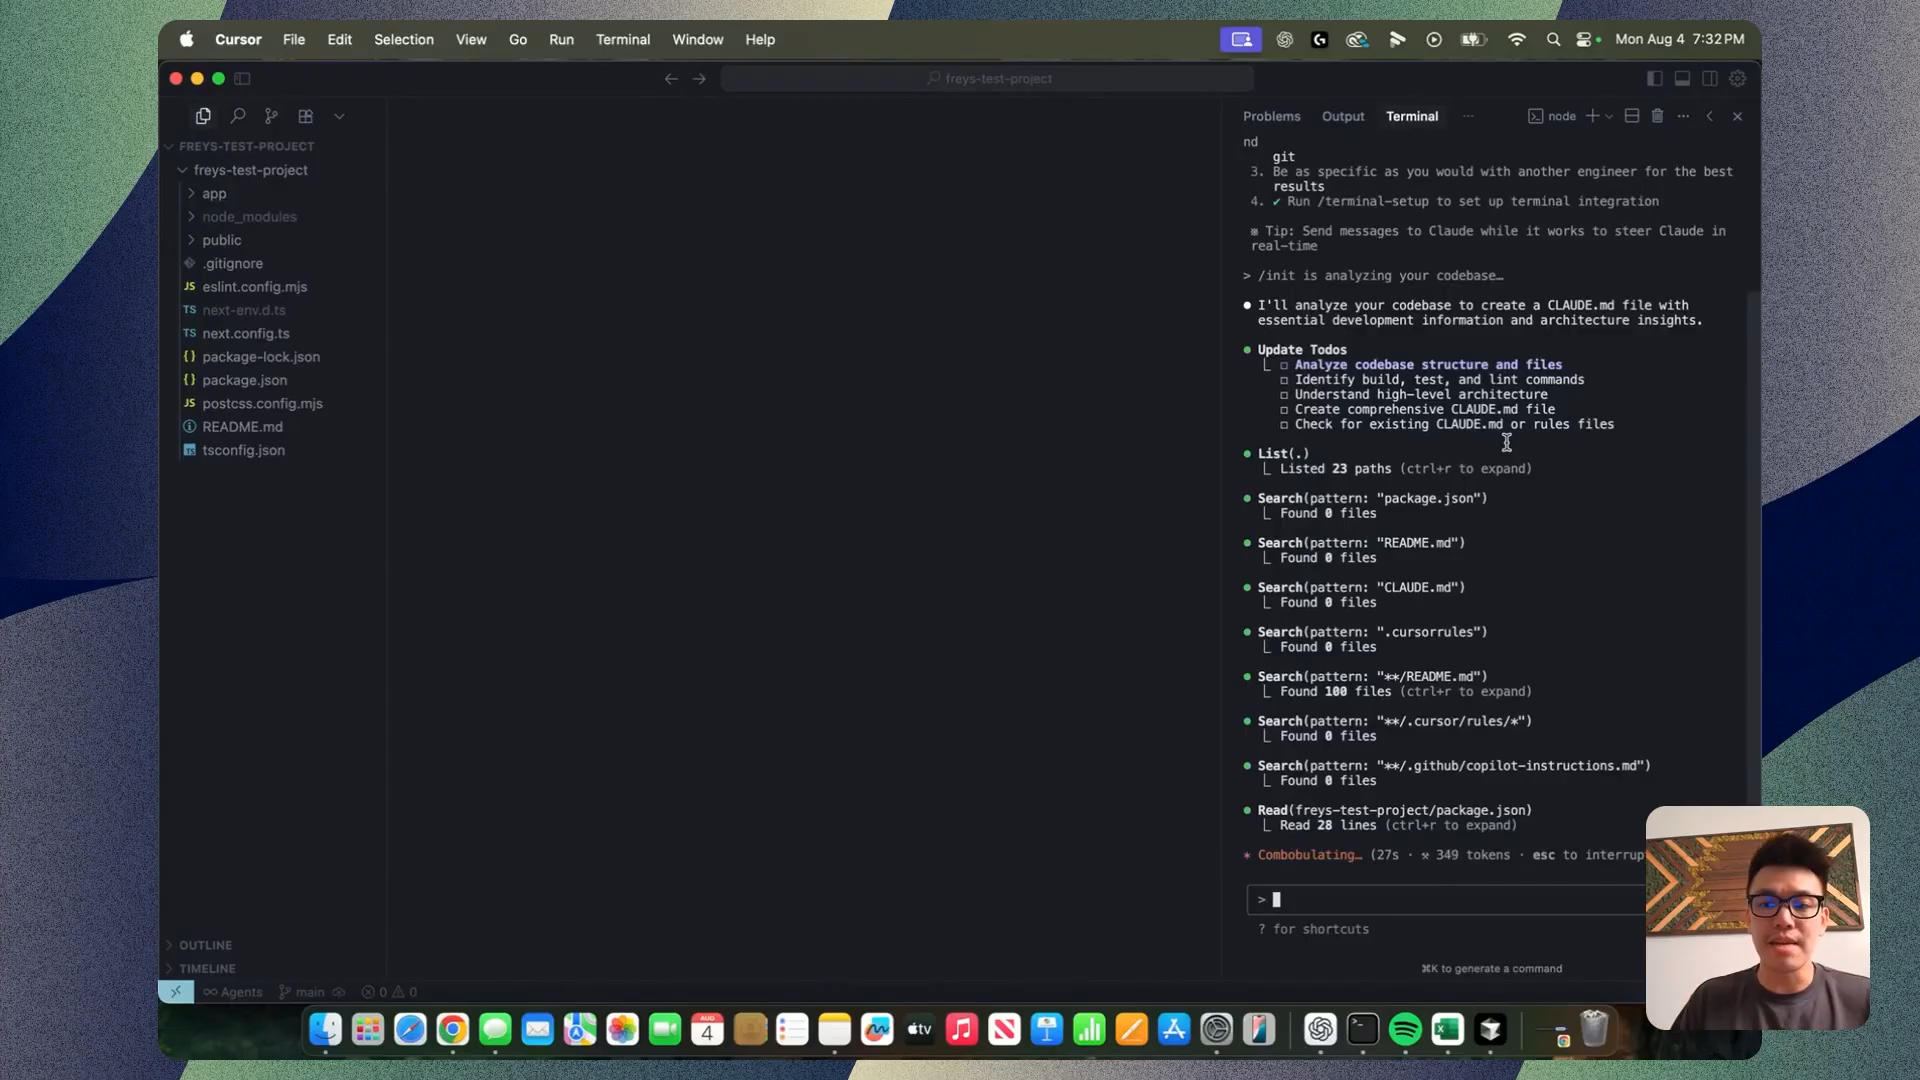 Cursor File Edit Selection View Go Run Terminal Window Help
Mon Aug 4 7:32 PM
freys-test-project
FREYS-TEST-PROJECT
freys-test-project
app
node_modules
public
.gitignore
JS eslint.config.mjs
TS next-env.d.ts
TS next.config.ts
{} package-lock.json
{} package.json
JS postcss.config.mjs
README.md
TS tsconfig.json
OUTLINE
TIMELINE
Agents main 0 0
Problems Output Terminal ··· node
nd
git
3. Be as specific as you would with another engineer for the best
results
4. ✔ Run /terminal-setup to set up terminal integration
※ Tip: Send messages to Claude while it works to steer Claude in
real-time
> /init is analyzing your codebase…
● I'll analyze your codebase to create a CLAUDE.md file with
essential development information and architecture insights.
● Update Todos
⎿ ☐ Analyze codebase structure and files
☐ Identify build, test, and lint commands
☐ Understand high-level architecture
☐ Create comprehensive CLAUDE.md file
☐ Check for existing CLAUDE.md or rules files
● List(.)
⎿ Listed 23 paths (ctrl+r to expand)
● Search(pattern: "package.json")
⎿ Found 0 files
● Search(pattern: "README.md")
⎿ Found 0 files
● Search(pattern: "CLAUDE.md")
⎿ Found 0 files
● Search(pattern: ".cursorrules")
⎿ Found 0 files
● Search(pattern: "**/README.md")
⎿ Found 100 files (ctrl+r to expand)
● Search(pattern: "**/.cursor/rules/*")
⎿ Found 0 files
● Search(pattern: "**/.github/copilot-instructions.md")
⎿ Found 0 files
● Read(freys-test-project/package.json)
⎿ Read 28 lines (ctrl+r to expand)
✶ Combobulating… (27s · ⚒ 349 tokens · esc to interrup
>
? for shortcuts
⌘K to generate a command
AUG
4
tv